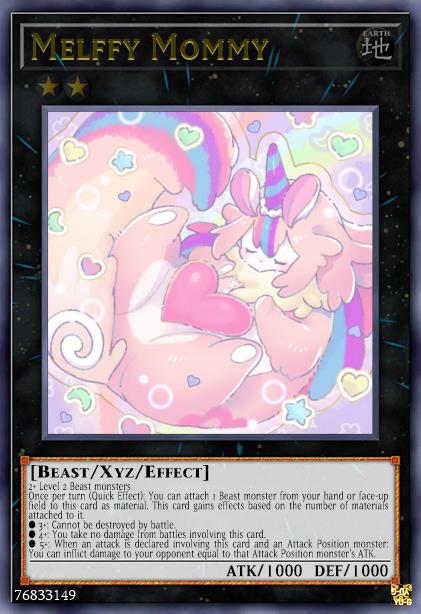 MELFFY MOMMY
EARTH
地
[BEAST/XYZ/EFFECT]
2+ Level 2 Beast monsters
Once per turn (Quick Effect): You can attach 1 Beast monster from your hand or face-up
field to this card as material. This card gains effects based on the number of materials
attached to it.
● 3+: Cannot be destroyed by battle.
● 4+: You take no damage from battles involving this card.
● 5+: When an attack is declared involving this card and an Attack Position monster:
You can inflict damage to your opponent equal to that Attack Position monster's ATK.
ATK/1000 DEF/1000
76833149